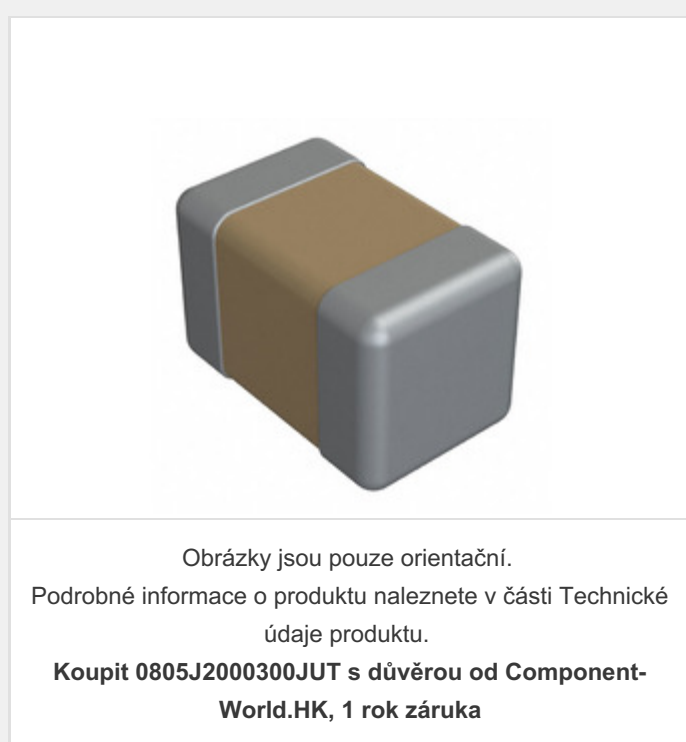 Obrázky jsou pouze orientační.
Podrobné informace o produktu naleznete v části Technické
údaje produktu.
Koupit 0805J2000300JUT s důvěrou od Component-
World.HK, 1 rok záruka